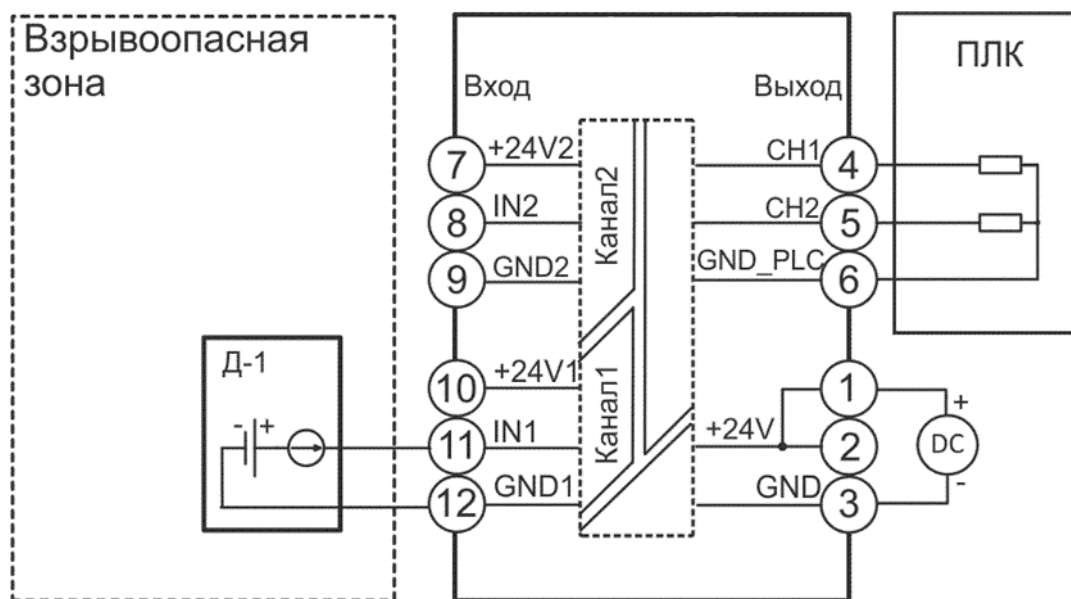 Взрывоопасная
зона
Вход
Выход
ПЛК
7
+24V2
8
IN2
9
GND2
Канал2
CH1
4
CH2
5
GND_PLC
6
Д-1
- +
10
+24V1
11
IN1
12
GND1
Канал1
+24V
1
2
GND
3
+
DC
-